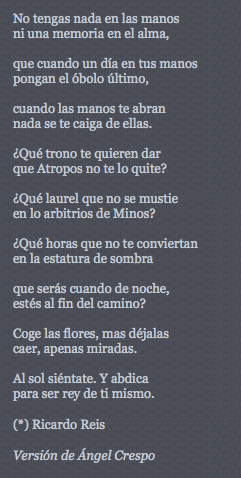 No tengas nada en las manos
ni una memoria en el alma,
que cuando un día en tus manos
pongan el óbolo último,
cuando las manos te abran
nada se te caiga de ellas.
¿Qué trono te quieren dar
que Atropos no te lo quite?
¿Qué laurel que no se mustie
en lo arbitrios de Minos?
¿Qué horas que no te conviertan
en la estatura de sombra
que serás cuando de noche,
estés al fin del camino?
Coge las flores, mas déjalas
caer, apenas miradas.
Al sol siéntate. Y abdica
para ser rey de ti mismo.
(*) Ricardo Reis
Versión de Ángel Crespo